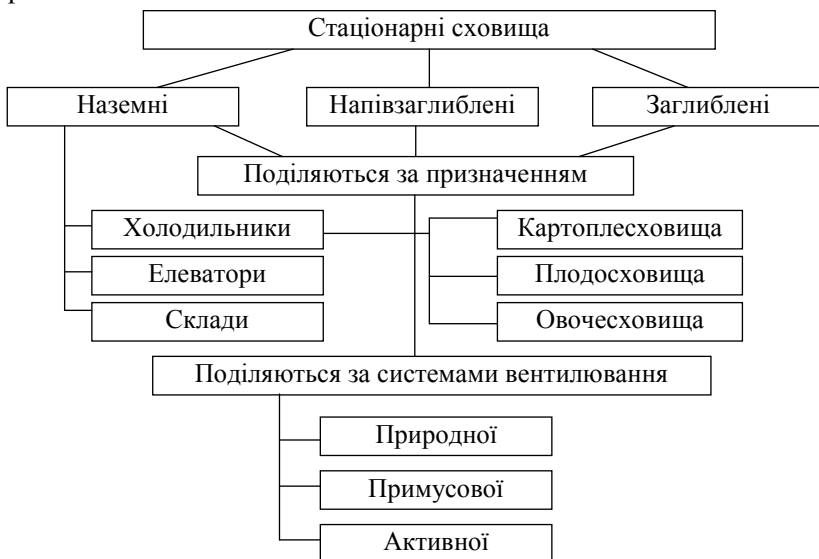 Стаціонарні сховища
Наземні
Напівзаглиблені
Заглиблені
Поділяються за призначенням
Холодильники
Картоплесховища
Елеватори
Плодосховища
Склади
Овочесховища
Поділяються за системами вентилювання
Природної
Примусової
Активної